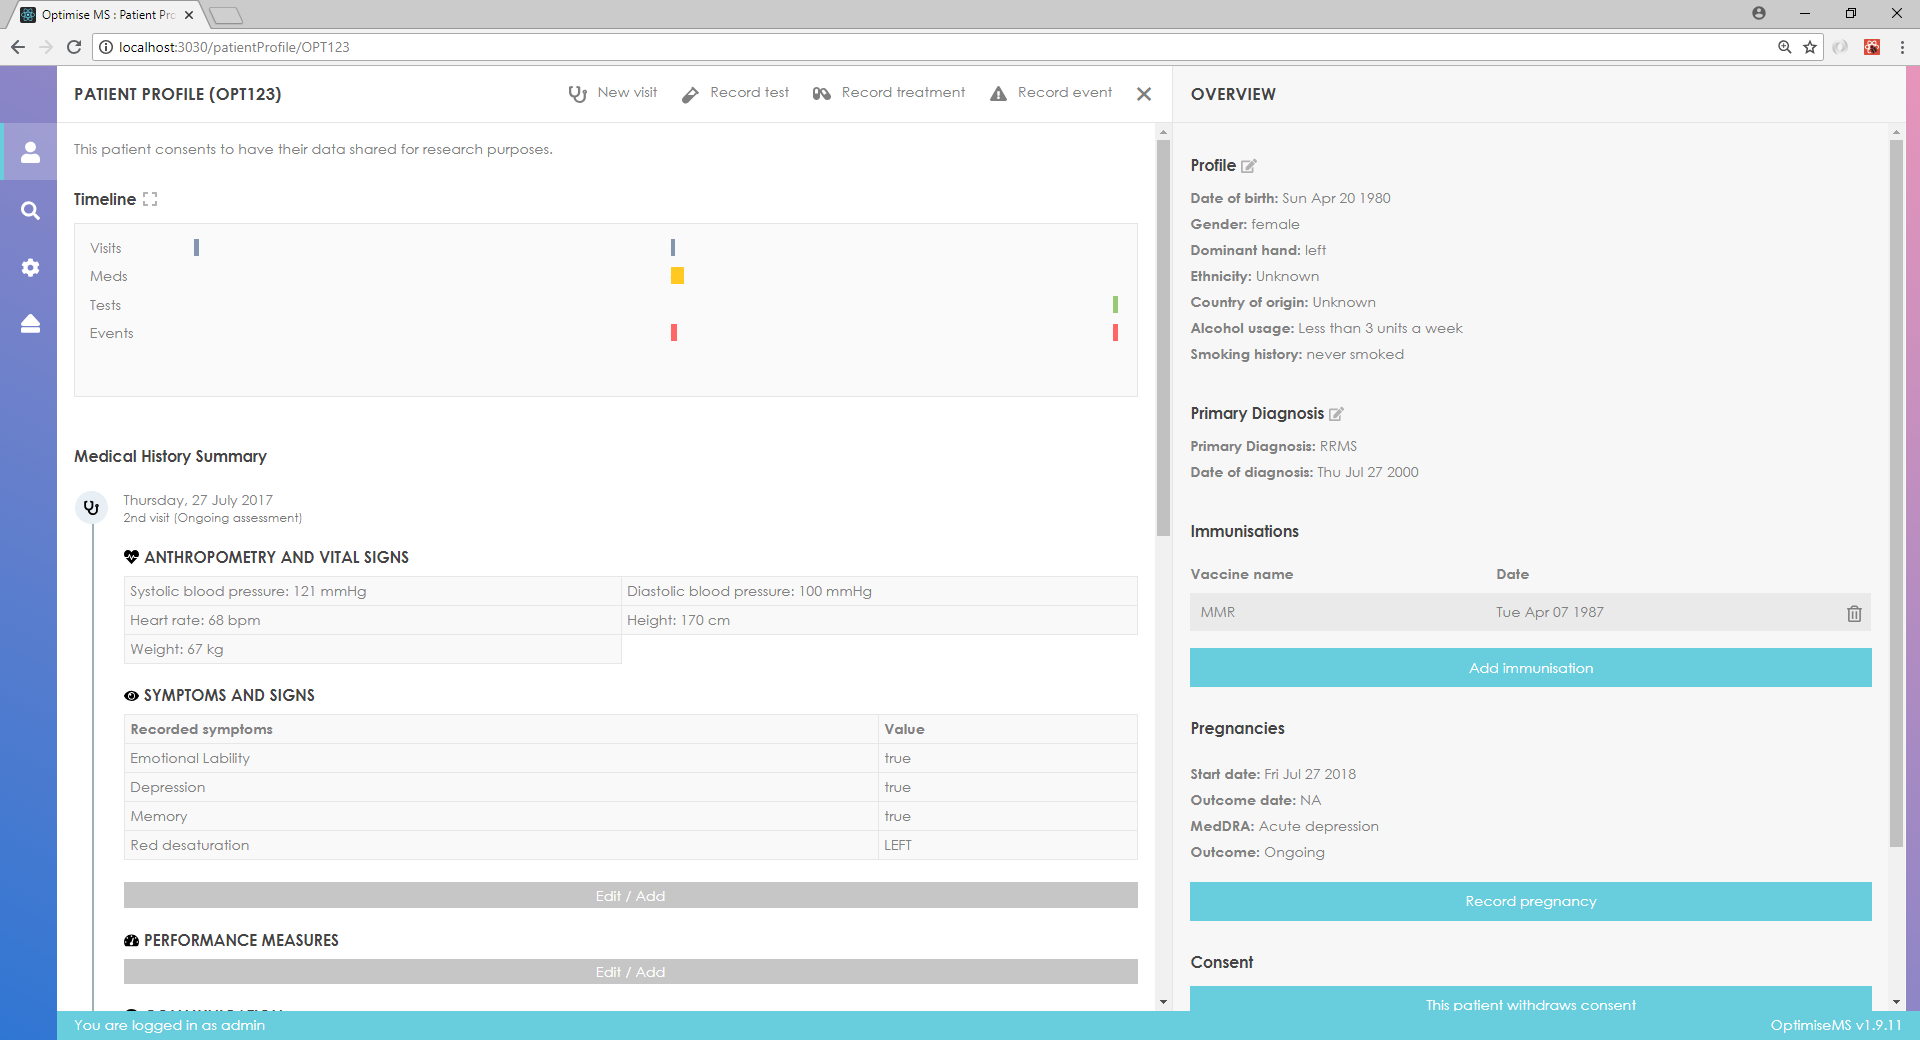 Optimise MS : Patient Pro
localhost:3030/patientProfile/OPT123
PATIENT PROFILE (OPT123)
New visit
Record test
Record treatment
Record event
This patient consents to have their data shared for research purposes.
Timeline
Visits
Meds
Tests
Events
Medical History Summary
Thursday, 27 July 2017
2nd visit (Ongoing assessment)
ANTHROPOMETRY AND VITAL SIGNS
Systolic blood pressure: 121 mmHg
Diastolic blood pressure: 100 mmHg
Heart rate: 68 bpm
Height: 170 cm
Weight: 67 kg
SYMPTOMS AND SIGNS
Recorded symptoms
Value
Emotional Lability
true
Depression
true
Memory
true
Red desaturation
LEFT
Edit / Add
PERFORMANCE MEASURES
Edit / Add
OVERVIEW
Profile
Date of birth: Sun Apr 20 1980
Gender: female
Dominant hand: left
Ethnicity: Unknown
Country of origin: Unknown
Alcohol usage: Less than 3 units a week
Smoking history: never smoked
Primary Diagnosis
Primary Diagnosis: RRMS
Date of diagnosis: Thu Jul 27 2000
Immunisations
Vaccine name
Date
MMR
Tue Apr 07 1987
Add immunisation
Pregnancies
Start date: Fri Jul 27 2018
Outcome date: NA
MedDRA: Acute depression
Outcome: Ongoing
Record pregnancy
Consent
This patient withdraws consent
You are logged in as admin
OptimiseMS v1.9.11